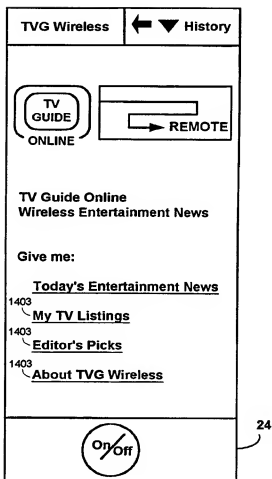 TVG Wireless
History
TV
GUIDE
ONLINE
REMOTE
TV Guide Online
Wireless Entertainment News
Give me:
Today's Entertainment News
1403
My TV Listings
1403
Editor's Picks
1403
About TVG Wireless
On/Off
24